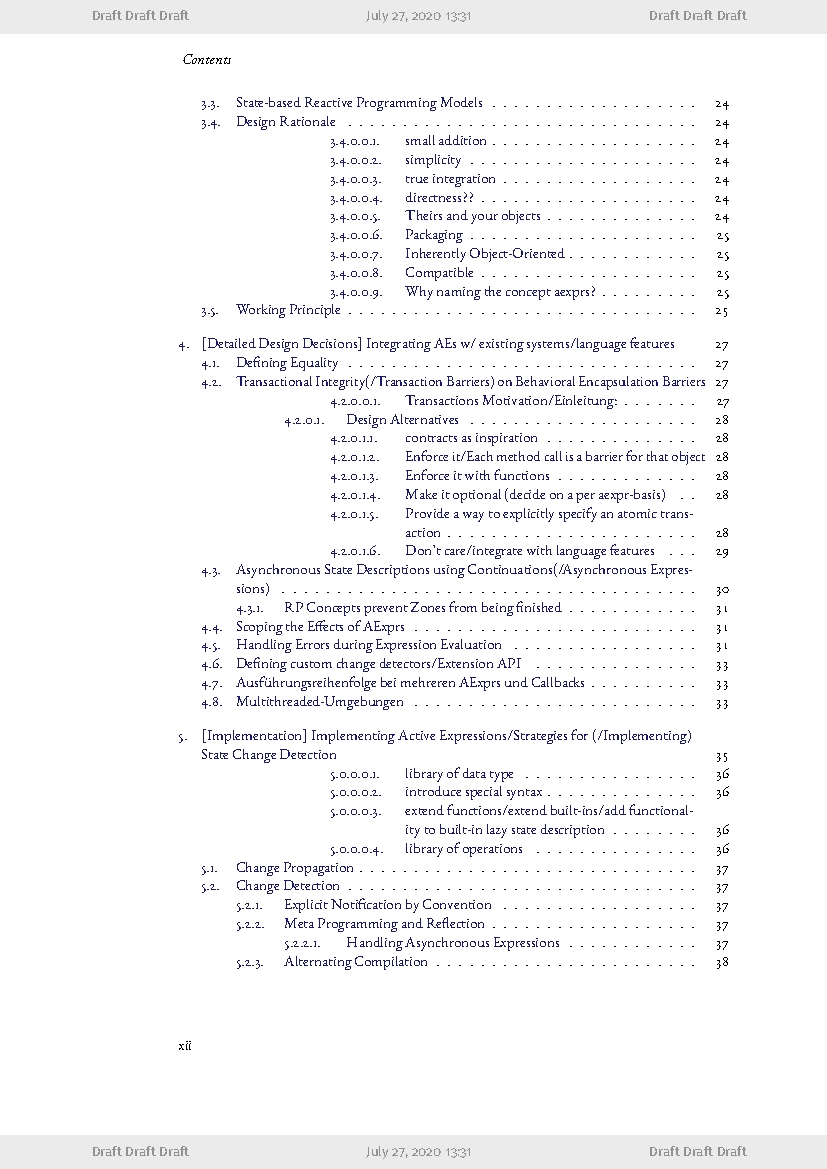 Draft Draft Draft July 27, 2020 13:31 Draft Draft Draft
Contents
3.3. State-based Reactive Programming Models . . . . . . . . . . . . . . . . . . . 24
3.4. Design Rationale . . . . . . . . . . . . . . . . . . . . . . . . . . . . . . . . 24
3.4.0.0.1. small addition . . . . . . . . . . . . . . . . . . . 24
3.4.0.0.2. simplicity . . . . . . . . . . . . . . . . . . . . . 24
3.4.0.0.3. true integration . . . . . . . . . . . . . . . . . . 24
3.4.0.0.4. directness?? . . . . . . . . . . . . . . . . . . . . 24
3.4.0.0.5. Theirs and your objects . . . . . . . . . . . . . . 24
3.4.0.0.6. Packaging . . . . . . . . . . . . . . . . . . . . . 25
3.4.0.0.7. Inherently Object-Oriented . . . . . . . . . . . . 25
3.4.0.0.8. Compatible . . . . . . . . . . . . . . . . . . . . 25
3.4.0.0.9. Why naming the concept aexprs? . . . . . . . . . 25
3.5. Working Principle . . . . . . . . . . . . . . . . . . . . . . . . . . . . . . . . 25
4. [Detailed Design Decisions] Integrating AEs w/ existing systems/language features 27
4.1. Defining Equality . . . . . . . . . . . . . . . . . . . . . . . . . . . . . . . . 27
4.2. Transactional Integrity(/Transaction Barriers) on Behavioral Encapsulation Barriers 27
4.2.0.0.1. Transactions Motivation/Einleitung: . . . . . . . 27
4.2.0.1. Design Alternatives . . . . . . . . . . . . . . . . . . . . . 28
4.2.0.1.1. contracts as inspiration . . . . . . . . . . . . . . 28
4.2.0.1.2. Enforce it/Each method call is a barrier for that object 28
4.2.0.1.3. Enforce it with functions . . . . . . . . . . . . . 28
4.2.0.1.4. Make it optional (decide on a per aexpr-basis) . . 28
4.2.0.1.5. Provide a way to explicitly specify an atomic trans-
action . . . . . . . . . . . . . . . . . . . . . . . 28
4.2.0.1.6. Don't care/integrate with language features . . . 29
4.3. Asynchronous State Descriptions using Continuations(/Asynchronous Expres-
sions) . . . . . . . . . . . . . . . . . . . . . . . . . . . . . . . . . . . . . . 30
4.3.1. RP Concepts prevent Zones from being finished . . . . . . . . . . . . 31
4.4. Scoping the Effects of AExprs . . . . . . . . . . . . . . . . . . . . . . . . . . 31
4.5. Handling Errors during Expression Evaluation . . . . . . . . . . . . . . . . . 31
4.6. Defining custom change detectors/Extension API . . . . . . . . . . . . . . . 33
4.7. Ausführungsreihenfolge bei mehreren AExprs und Callbacks . . . . . . . . . . 33
4.8. Multithreaded-Umgebungen . . . . . . . . . . . . . . . . . . . . . . . . . . 33
5. [Implementation] Implementing Active Expressions/Strategies for (/Implementing)
State Change Detection 35
5.0.0.0.1. library of data type . . . . . . . . . . . . . . . . 36
5.0.0.0.2. introduce special syntax . . . . . . . . . . . . . . 36
5.0.0.0.3. extend functions/extend built-ins/add functional-
ity to built-in lazy state description . . . . . . . . 36
5.0.0.0.4. library of operations . . . . . . . . . . . . . . . 36
5.1. Change Propagation . . . . . . . . . . . . . . . . . . . . . . . . . . . . . . . 37
5.2. Change Detection . . . . . . . . . . . . . . . . . . . . . . . . . . . . . . . . 37
5.2.1. Explicit Notification by Convention . . . . . . . . . . . . . . . . . . 37
5.2.2. Meta Programming and Reflection . . . . . . . . . . . . . . . . . . . 37
5.2.2.1. Handling Asynchronous Expressions . . . . . . . . . . . . 37
5.2.3. Alternating Compilation . . . . . . . . . . . . . . . . . . . . . . . . 38
xii
Draft Draft Draft July 27, 2020 13:31 Draft Draft Draft